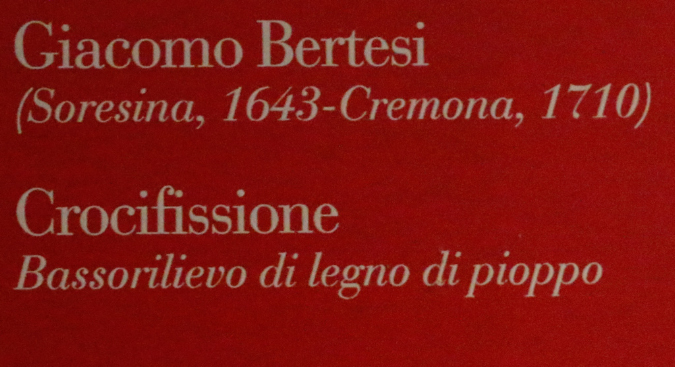 Giacomo Bertesi
(Soresina, 1643-Cremona, 1710)
Crocifissione
Bassorilievo di legno di pioppo